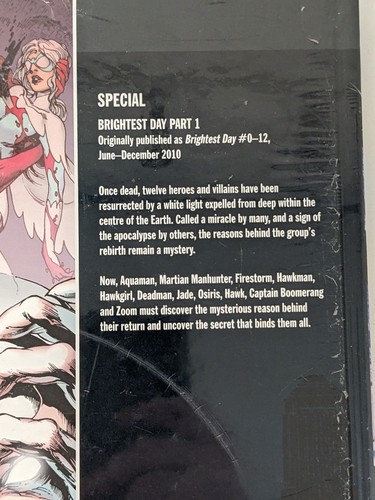 SPECIAL
BRIGHTEST DAY PART 1
Originally published as Brightest Day #0–12,
June–December 2010
Once dead, twelve heroes and villains have been
resurrected by a white light expelled from deep within the
centre of the Earth. Called a miracle by many, and a sign of
the apocalypse by others, the reasons behind the group's
rebirth remain a mystery.
Now, Aquaman, Martian Manhunter, Firestorm, Hawkman,
Hawkgirl, Deadman, Jade, Osiris, Hawk, Captain Boomerang
and Zoom must discover the mysterious reason behind
their return and uncover the secret that binds them all.